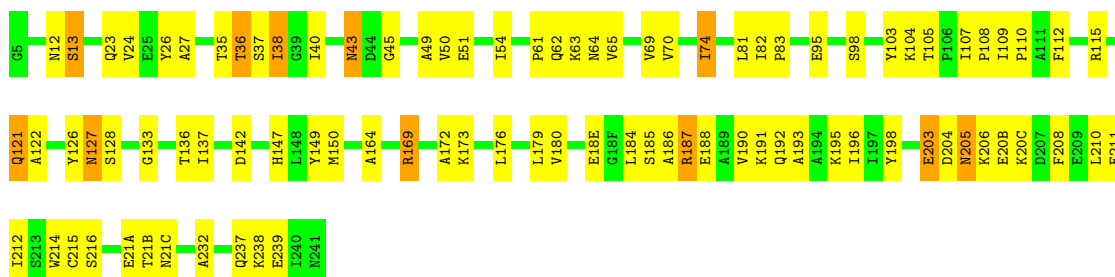 G5 N12 S13 Q23 V24 E25 Y26 A27 T35 T36 S37 I38 G39 I40 N43 D44 G45 A49 V50 E51 I54 P61 Q62 K63 N64 V65 V69 V70 I74 L81 I82 P83 E95 S98 Y103 K104 T105 P106 I107 P108 I109 P110 A111 F112 R115
Q121 A122 Y126 N127 S128 G133 T136 I137 D142 H147 L148 Y149 M150 A164 R169 A172 K173 L176 L179 V180 E18E G18F L184 S185 A186 R187 E188 A189 V190 K191 Q192 A193 A194 K195 I196 I197 Y198 E203 D204 N205 K206 E20B K20C D207 F208 E209 L210 E211
I212 S213 W214 C215 S216 E21A T21B N21C A232 Q237 K238 E239 I240 N241